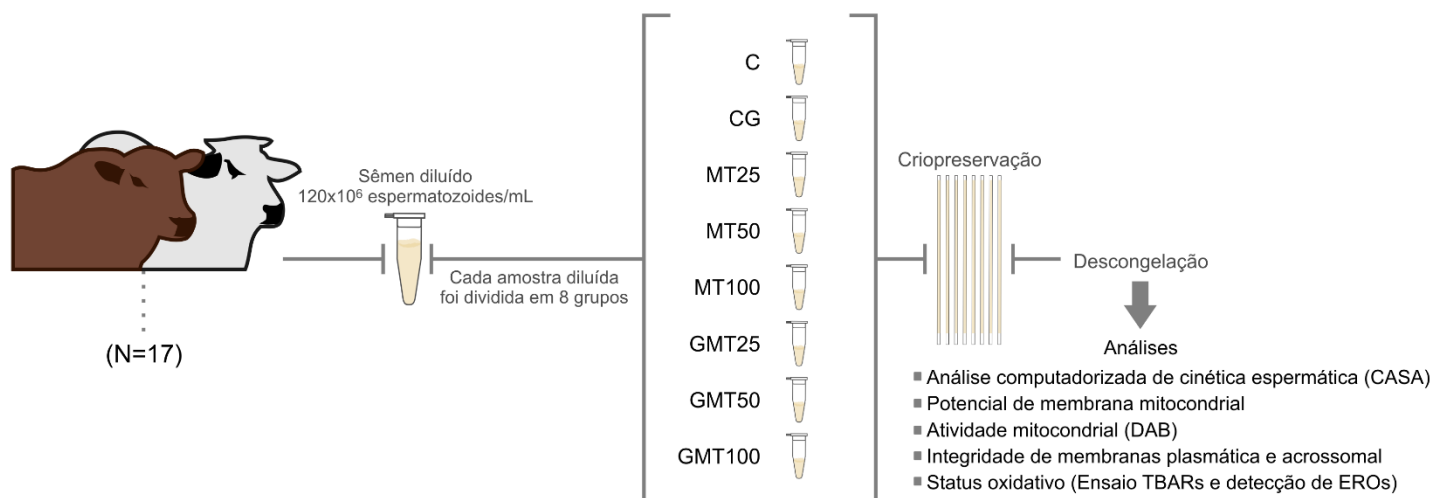 (N=17)
Sêmen diluído
120x10⁶ espermatozoides/mL
Cada amostra diluída
foi dividida em 8 grupos
C
CG
MT25
MT50
MT100
GMT25
GMT50
GMT100
Criopreservação
Descongelação
Análises
Análise computadorizada de cinética espermática (CASA)
Potencial de membrana mitocondrial
Atividade mitocondrial (DAB)
Integridade de membranas plasmática e acrossomal
Status oxidativo (Ensaio TBARs e detecção de EROs)